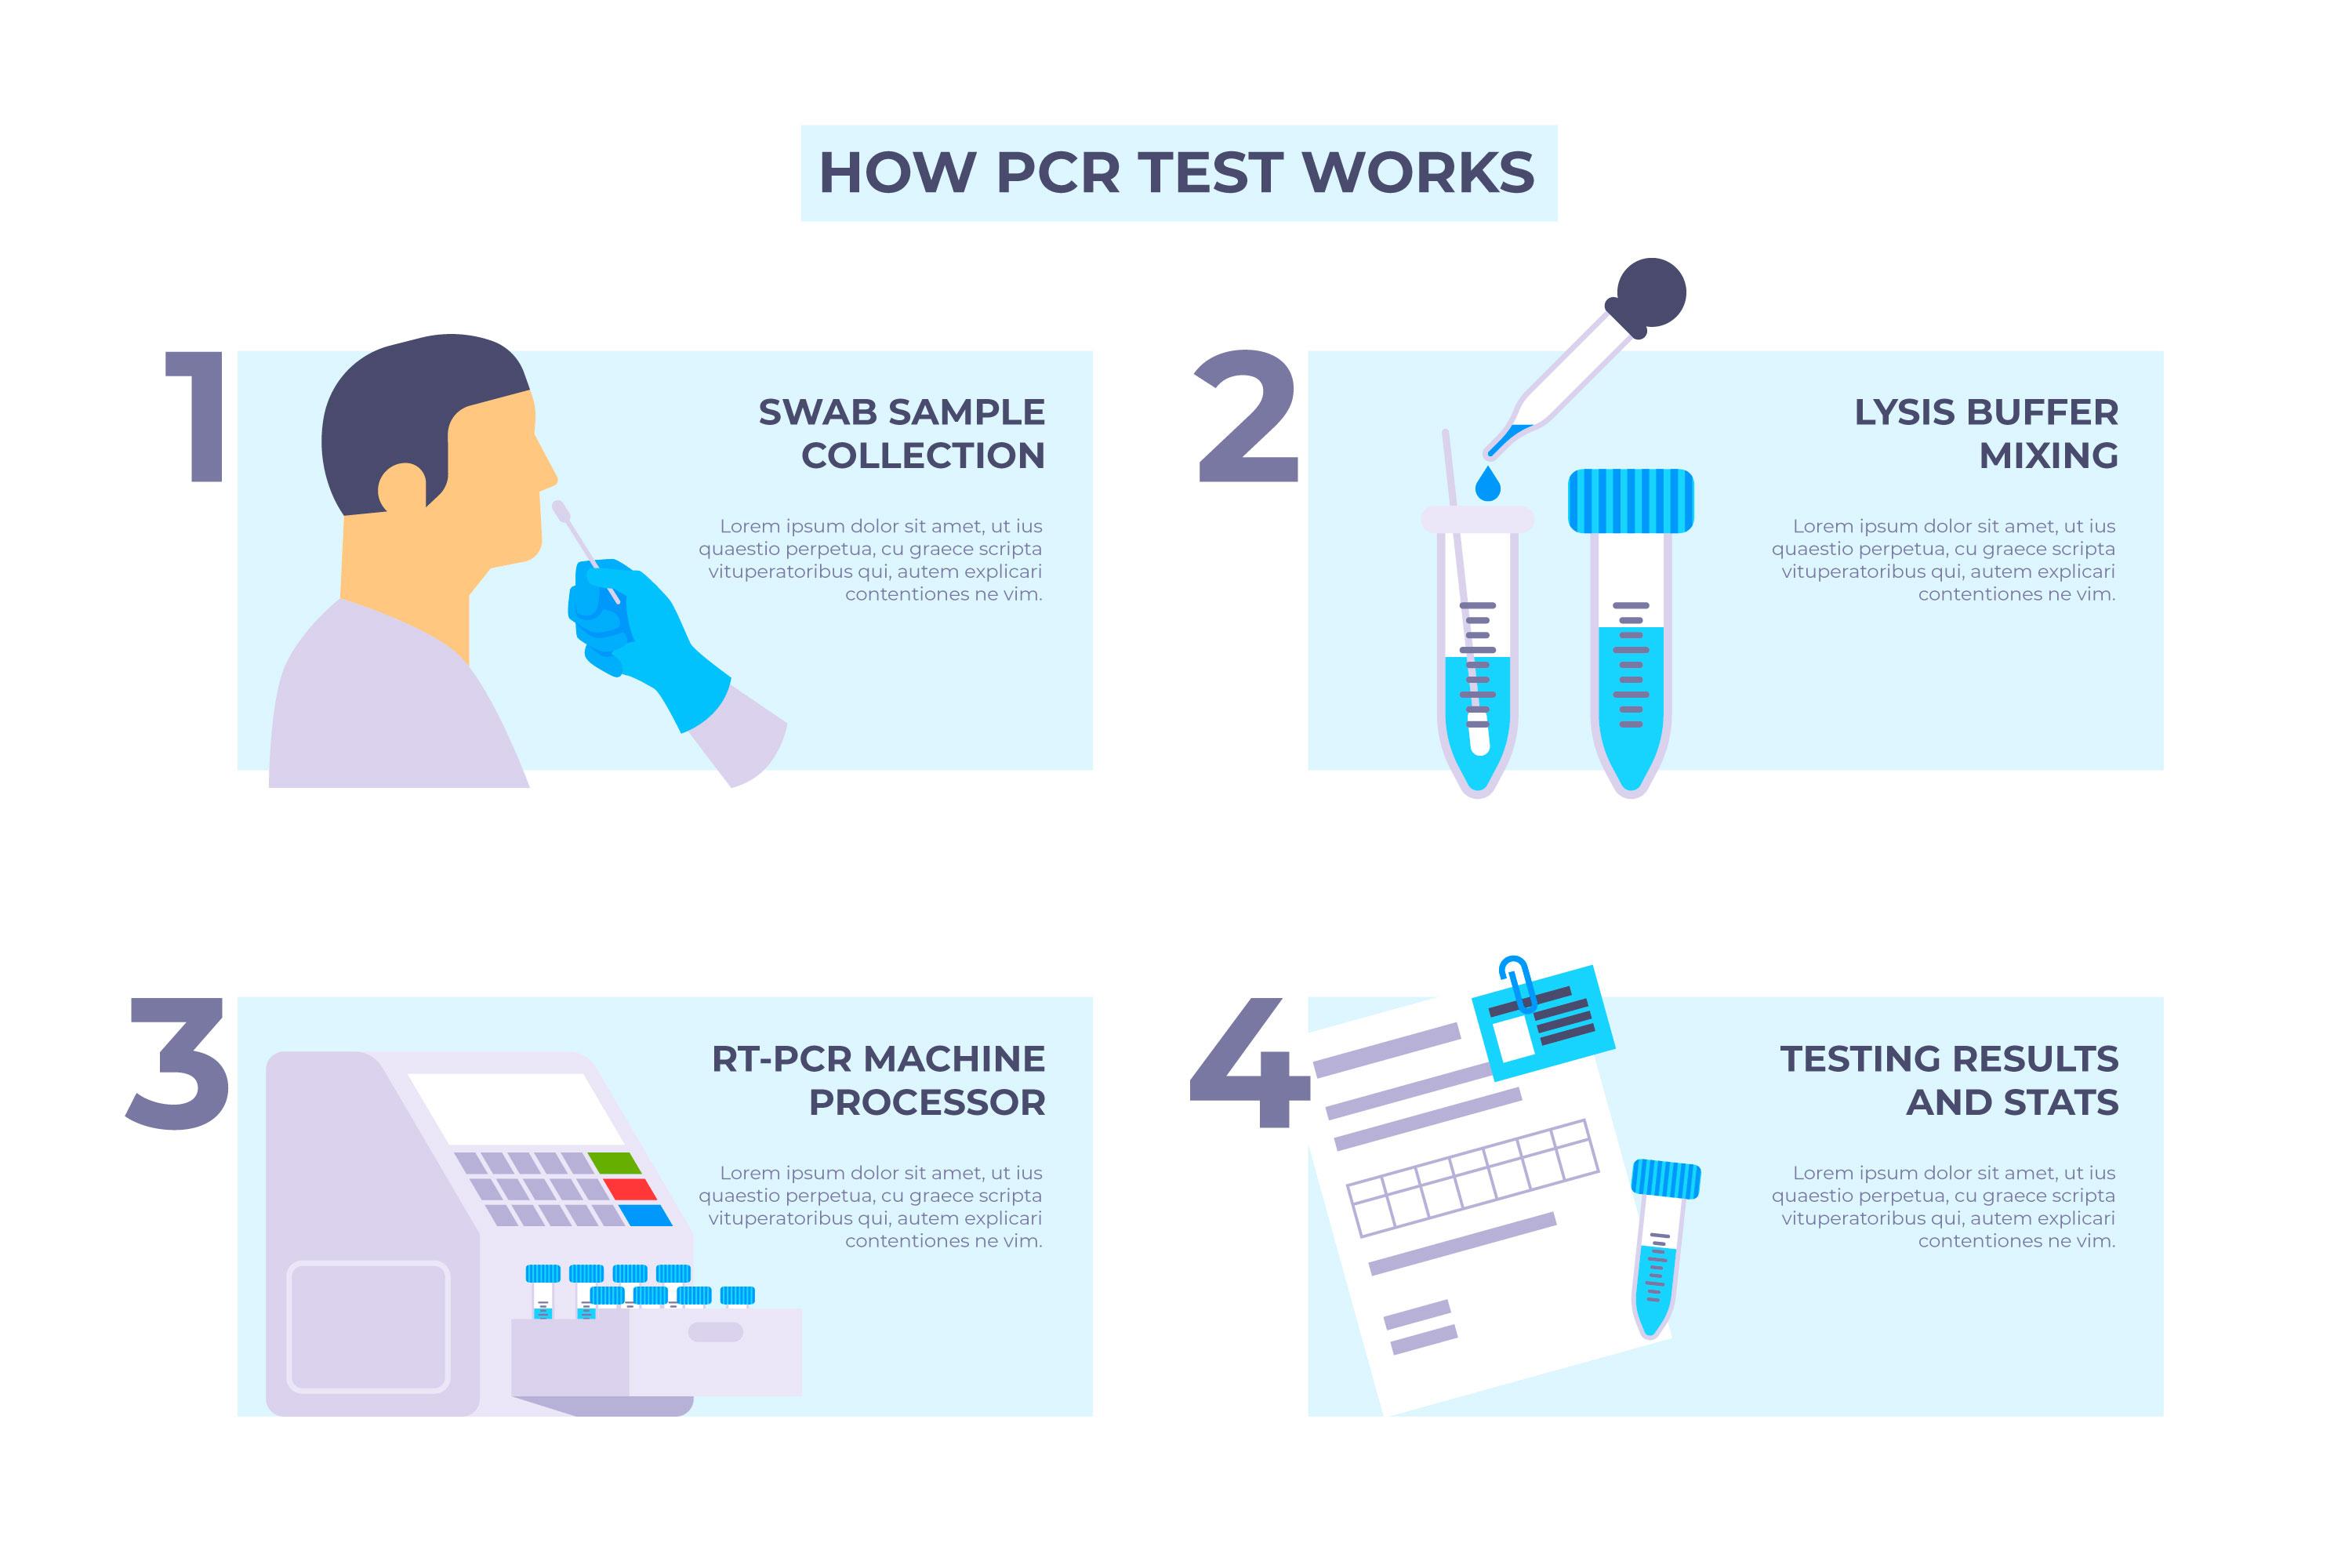 HOW PCR TEST WORKS
1
SWAB SAMPLE
COLLECTION
Lorem ipsum dolor sit amet, ut ius
quaestio perpetua, cu graece scripta
vituperatoribus qui, autem explicari
contentiones ne vim.
2
LYSIS BUFFER
MIXING
Lorem ipsum dolor sit amet, ut ius
quaestio perpetua, cu graece scripta
vituperatoribus qui, autem explicari
contentiones ne vim.
3
RT-PCR MACHINE
PROCESSOR
Lorem ipsum dolor sit amet, ut ius
quaestio perpetua, cu graece scripta
vituperatoribus qui, autem explicari
contentiones ne vim.
4
TESTING RESULTS
AND STATS
Lorem ipsum dolor sit amet, ut ius
quaestio perpetua, cu graece scripta
vituperatoribus qui, autem explicari
contentiones ne vim.